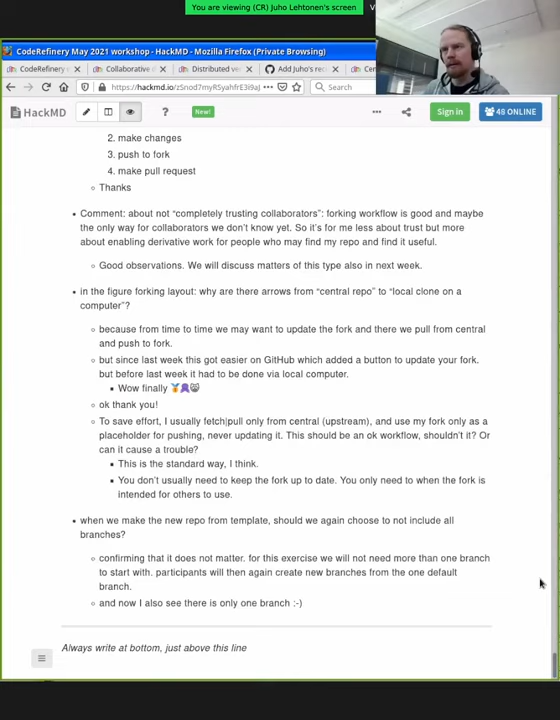 You are viewing (CR) Juho Lehtonen's screen
CodeRefinery May 2021 workshop - HackMD - Mozilla Firefox (Private Browsing)
CodeRefinery
Collaborative d
Distributed ver
Add Juho's rec
Cen
https://hackmd.io/
Search
HackMD
?
New!
Sign in
48 ONLINE
2. make changes
3. push to fork
4. make pull request
Thanks
Comment: about not “completely trusting collaborators”: forking workflow is good and maybe
the only way for collaborators we don't know yet. So it's for me less about trust but more
about enabling derivative work for people who may find my repo and find it useful.
Good observations. We will discuss matters of this type also in next week.
in the figure forking layout: why are there arrows from “central repo” to “local clone on a
computer”?
because from time to time we may want to update the fork and there we pull from central
and push to fork.
but since last week this got easier on GitHub which added a button to update your fork.
but before last week it had to be done via local computer.
Wow finally
ok thank you!
To save effort, I usually fetch|pull only from central (upstream), and use my fork only as a
placeholder for pushing, never updating it. This should be an ok workflow, shouldn't it? Or
can it cause a trouble?
This is the standard way, I think.
You don't usually need to keep the fork up to date. You only need to when the fork is
intended for others to use.
when we make the new repo from template, should we again choose to not include all
branches?
confirming that it does not matter. for this exercise we will not need more than one branch
to start with. participants will then again create new branches from the one default
branch.
and now I also see there is only one branch :-)
Always write at bottom, just above this line